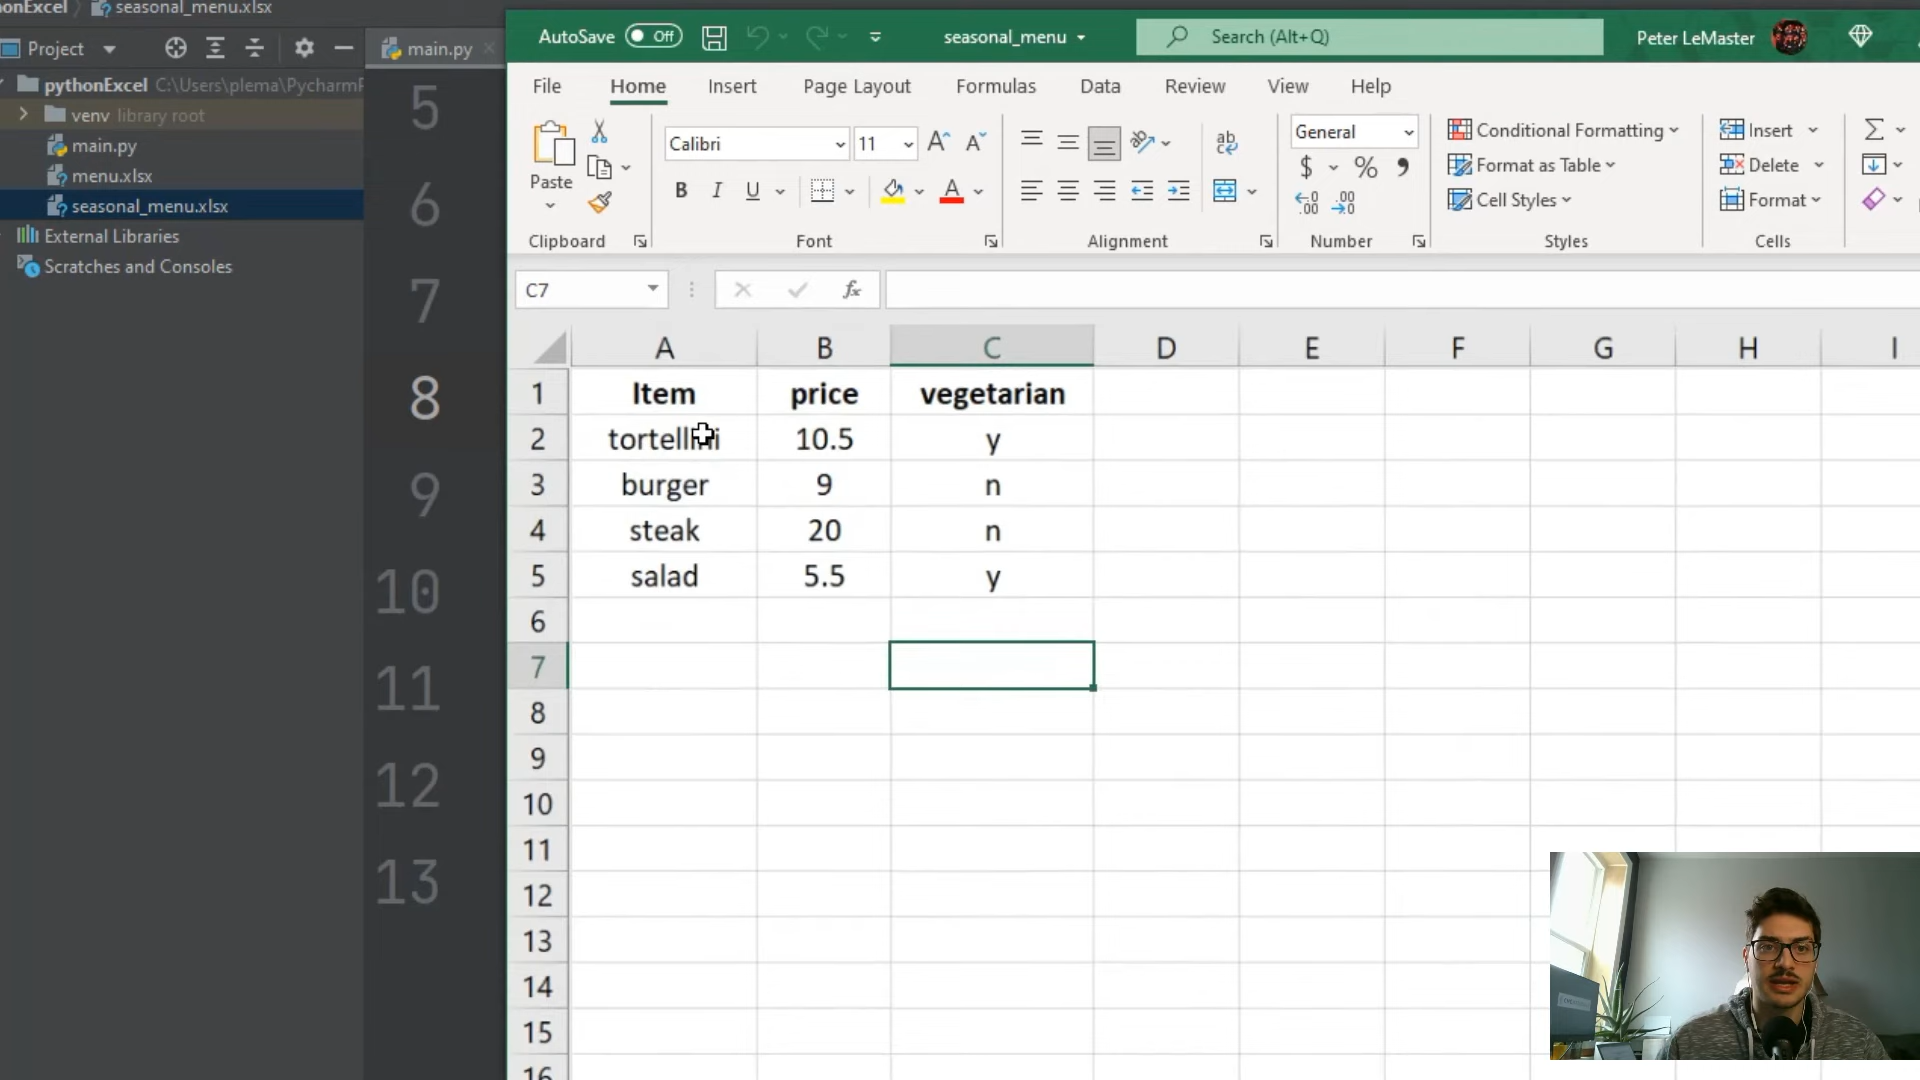 onExcel seasonal_menu.xlsx
Project
main.py
pythonExcel C:\Users\plema\Pycharm
venv library root
main.py
menu.xlsx
seasonal_menu.xlsx
External Libraries
Scratches and Consoles
5
6
7
8
9
10
11
12
13
AutoSave Off seasonal_menu Search (Alt+Q) Peter LeMaster
File Home Insert Page Layout Formulas Data Review View Help
Paste
Calibri 11
B I U A
ab
General
$ % 9
Conditional Formatting
Format as Table
Cell Styles
Insert
Delete
Format
Clipboard Font Alignment Number Styles Cells
C7 fx
A B C D E F G H I
1 Item price vegetarian
2 tortellini 10.5 y
3 burger 9 n
4 steak 20 n
5 salad 5.5 y
6
7
8
9
10
11
12
13
14
15
16